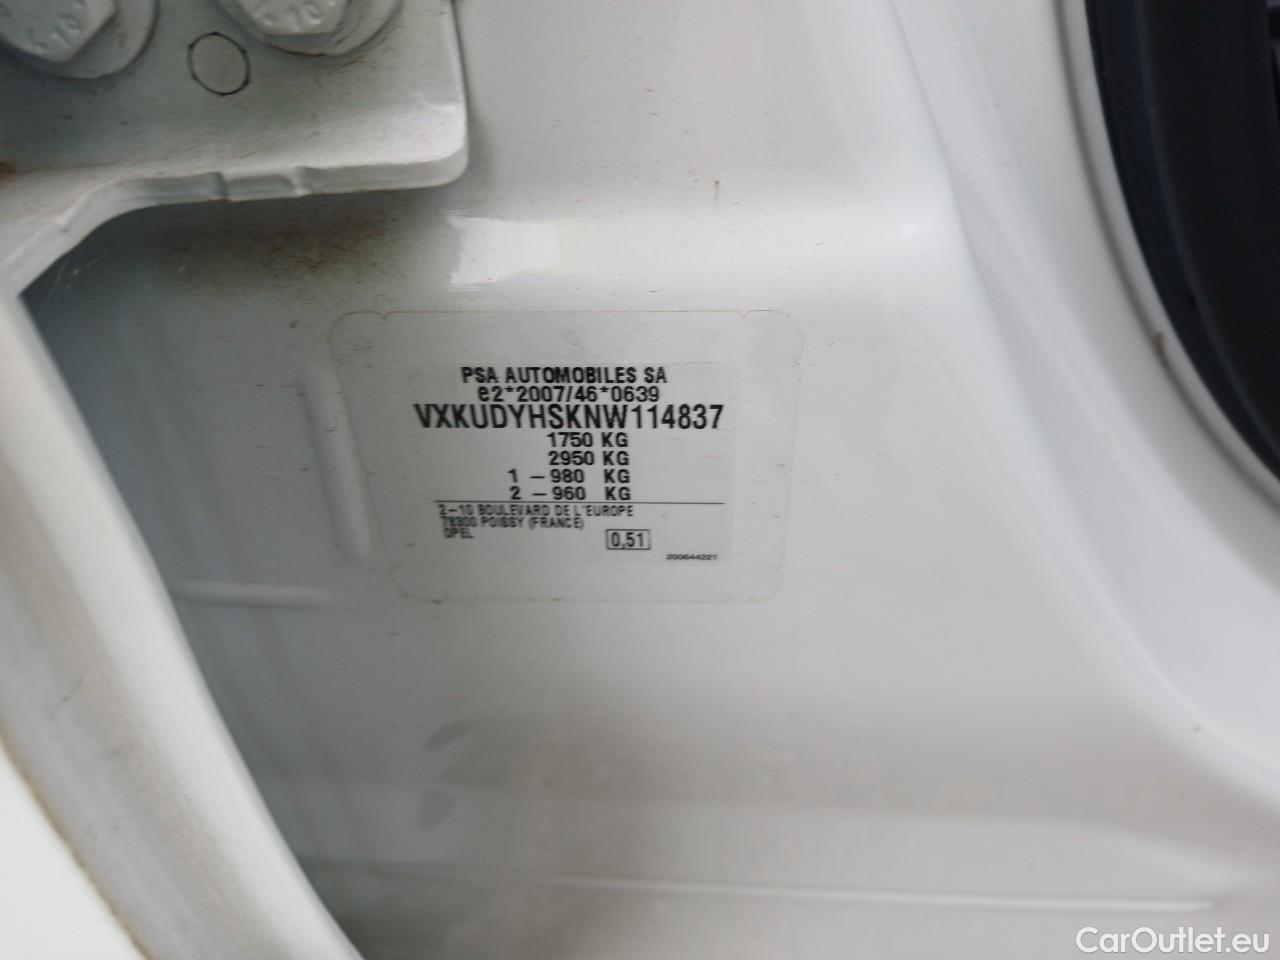 PSA AUTOMOBILES SA
e2*2007/46*0639
VXKUDYHSKNW114837
1750 KG
2950 KG
1 – 980 KG
2 – 960 KG
2–10 BOULEVARD DE L'EUROPE
78300 POISSY (FRANCE)
OPEL
0,51
200644221
CarOutlet.eu